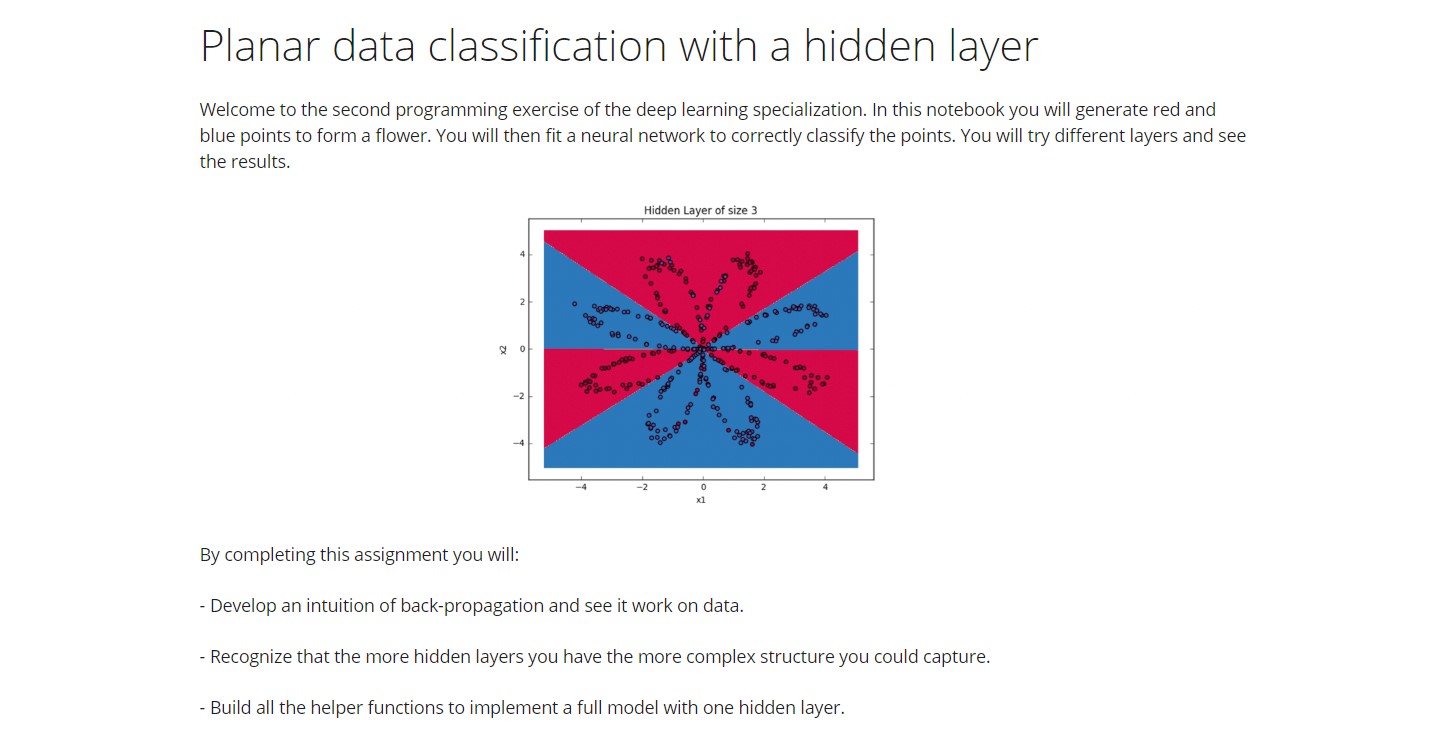 Planar data classification with a hidden layer
Welcome to the second programming exercise of the deep learning specialization. In this notebook you will generate red and
blue points to form a flower. You will then fit a neural network to correctly classify the points. You will try different layers and see
the results.
Hidden Layer of size 3
4
2
0
−2
−4
x2
−4 −2 0 2 4
x1
By completing this assignment you will:
- Develop an intuition of back-propagation and see it work on data.
- Recognize that the more hidden layers you have the more complex structure you could capture.
- Build all the helper functions to implement a full model with one hidden layer.